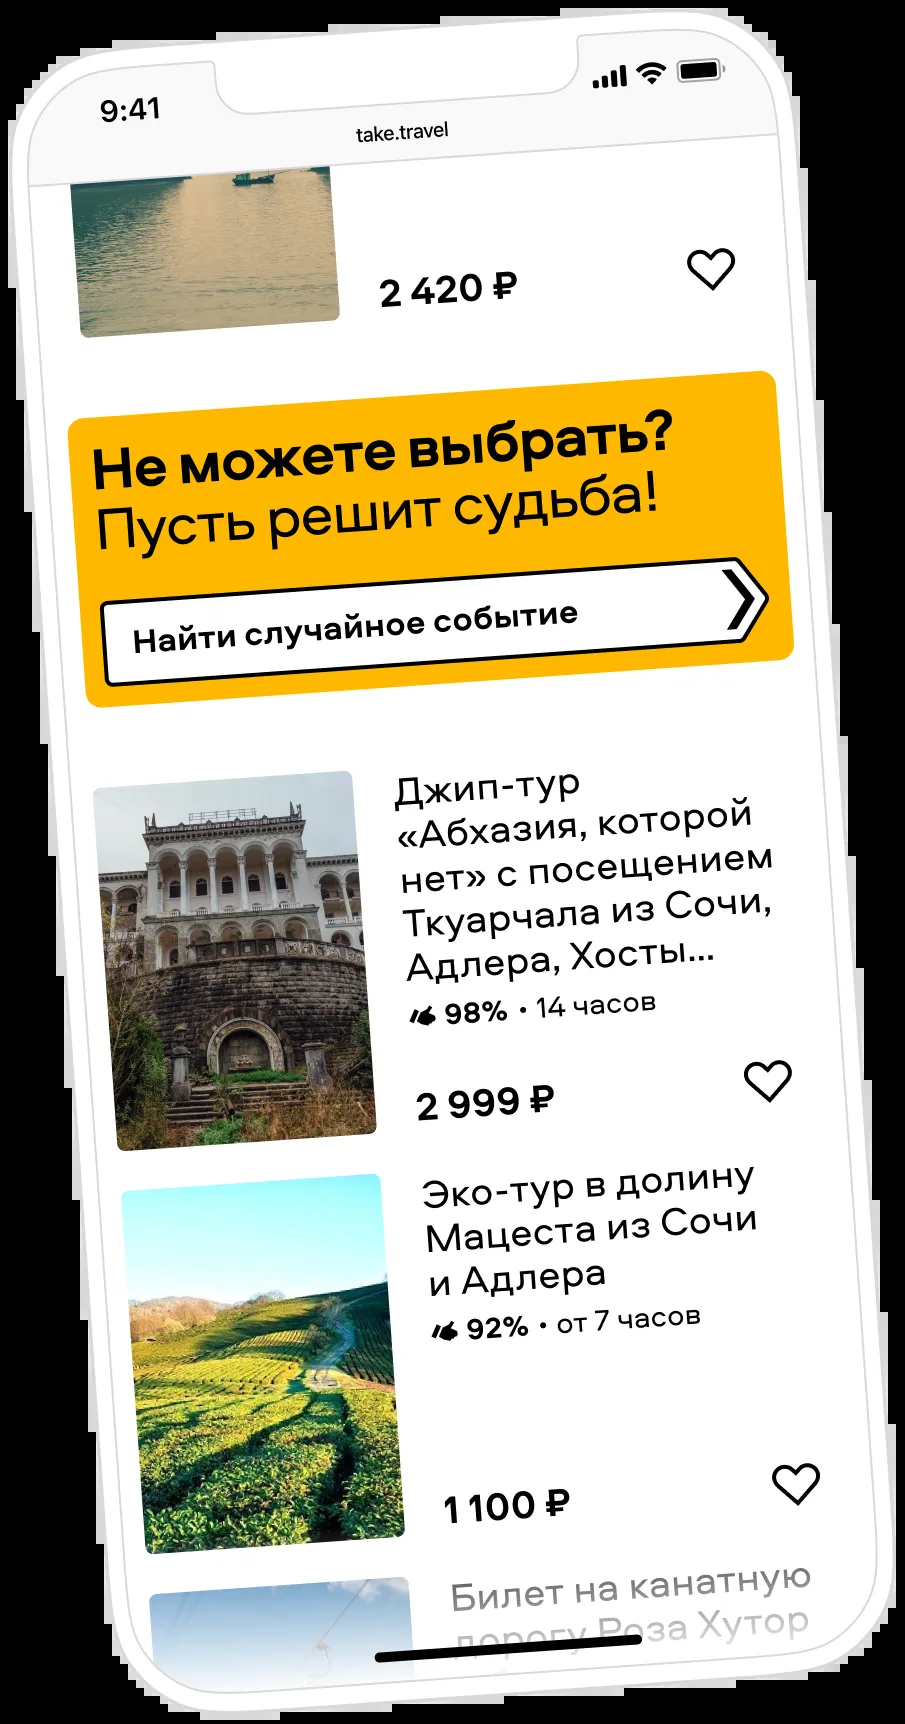 9:41
take.travel
2 420 ₽
Не можете выбрать?
Пусть решит судьба!
Найти случайное событие
Джип-тур
«Абхазия, которой
нет» с посещением
Ткуарчала из Сочи,
Адлера, Хосты...
98% • 14 часов
2 999 ₽
Эко-тур в долину
Мацеста из Сочи
и Адлера
92% • от 7 часов
1 100 ₽
Билет на канатную
дорогу Роза Хутор